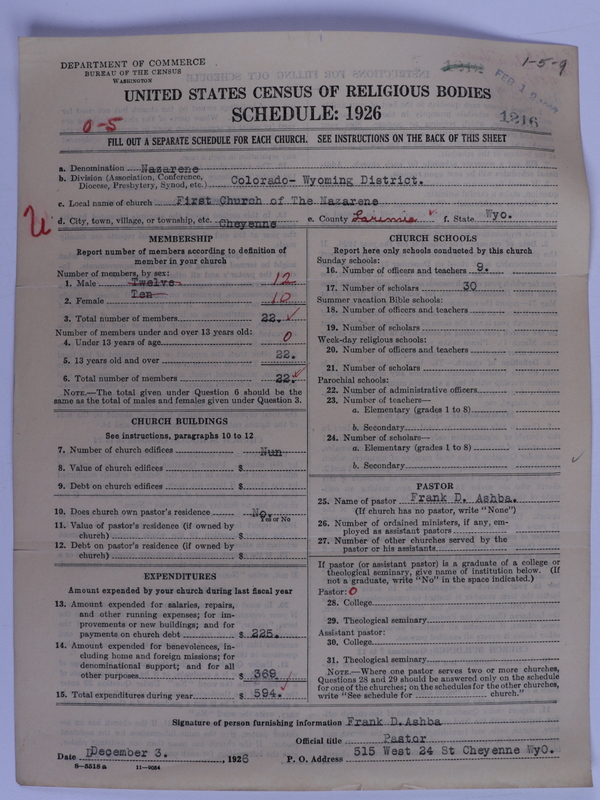 DEPARTMENT OF COMMERCE
BUREAU OF THE CENSUS
WASHINGTON
1-5-9
1216
UNITED STATES CENSUS OF RELIGIOUS BODIES
SCHEDULE: 1926
0-5
FILL OUT A SEPARATE SCHEDULE FOR EACH CHURCH. SEE INSTRUCTIONS ON THE BACK OF THIS SHEET
a. Denomination Nazarene
b. Division (Association, Conference, Diocese, Presbytery, Synod, etc.) Colorado- Wyoming District.
c. Local name of church First Church of The Nazarene
U
d. City, town, village, or township, etc. Cheyenne e. County Laramie f. State Wyo.
MEMBERSHIP
Report number of members according to definition of
member in your church
Number of members, by sex:
1. Male Twelve 12
2. Female Ten 10
3. Total number of members 22.
Number of members under and over 13 years old:
4. Under 13 years of age 0
5. 13 years old and over 22.
6. Total number of members 22.
NOTE.—The total given under Question 6 should be
same as the total of males and females given under Question 3.
CHURCH BUILDINGS
See instructions, paragraphs 10 to 12
7. Number of church edifices Nun
8. Value of church edifices $
9. Debt on church edifices $
10. Does church own pastor's residence No.
Yes or No
11. Value of pastor's residence (if owned by
church) $
12. Debt on pastor's residence (if owned by
church) $
EXPENDITURES
Amount expended by your church during last fiscal year
13. Amount expended for salaries, repairs,
and other running expenses; for im-
provements or new buildings; and for
payments on church debt $ 225.
14. Amount expended for benevolences, in-
cluding home and foreign missions; for
denominational support; and for all
other purposes $ 369
15. Total expenditures during year $ 594.
CHURCH SCHOOLS
Report here only schools conducted by this church
Sunday schools:
16. Number of officers and teachers 9.
17. Number of scholars 30
Summer vacation Bible schools:
18. Number of officers and teachers
19. Number of scholars
Week-day religious schools:
20. Number of officers and teachers
21. Number of scholars
Parochial schools:
22. Number of administrative officers
23. Number of teachers—
a. Elementary (grades 1 to 8)
b. Secondary
24. Number of scholars—
a. Elementary (grades 1 to 8)
b. Secondary
PASTOR
25. Name of pastor Frank D. Ashba.
(If church has no pastor, write "None")
26. Number of ordained ministers, if any, em-
ployed as assistant pastors
27. Number of other churches served by the
pastor or his assistants
If pastor (or assistant pastor) is a graduate of a college or
theological seminary, give name of institution below. (If
not a graduate, write "No" in the space indicated.)
Pastor: 0
28. College
29. Theological seminary
Assistant pastor:
30. College
31. Theological seminary
NOTE.—Where one pastor serves two or more churches,
Questions 28 and 29 should be answered only on the schedule
for one of the churches; on the schedules for the other churches,
write "See schedule for church."
Signature of person furnishing information Frank D. Ashba
Official title Pastor
Date December 3. , 1926 P. O. Address 515 West 24 St Cheyenne WyO.
8-5518 a 11-9054